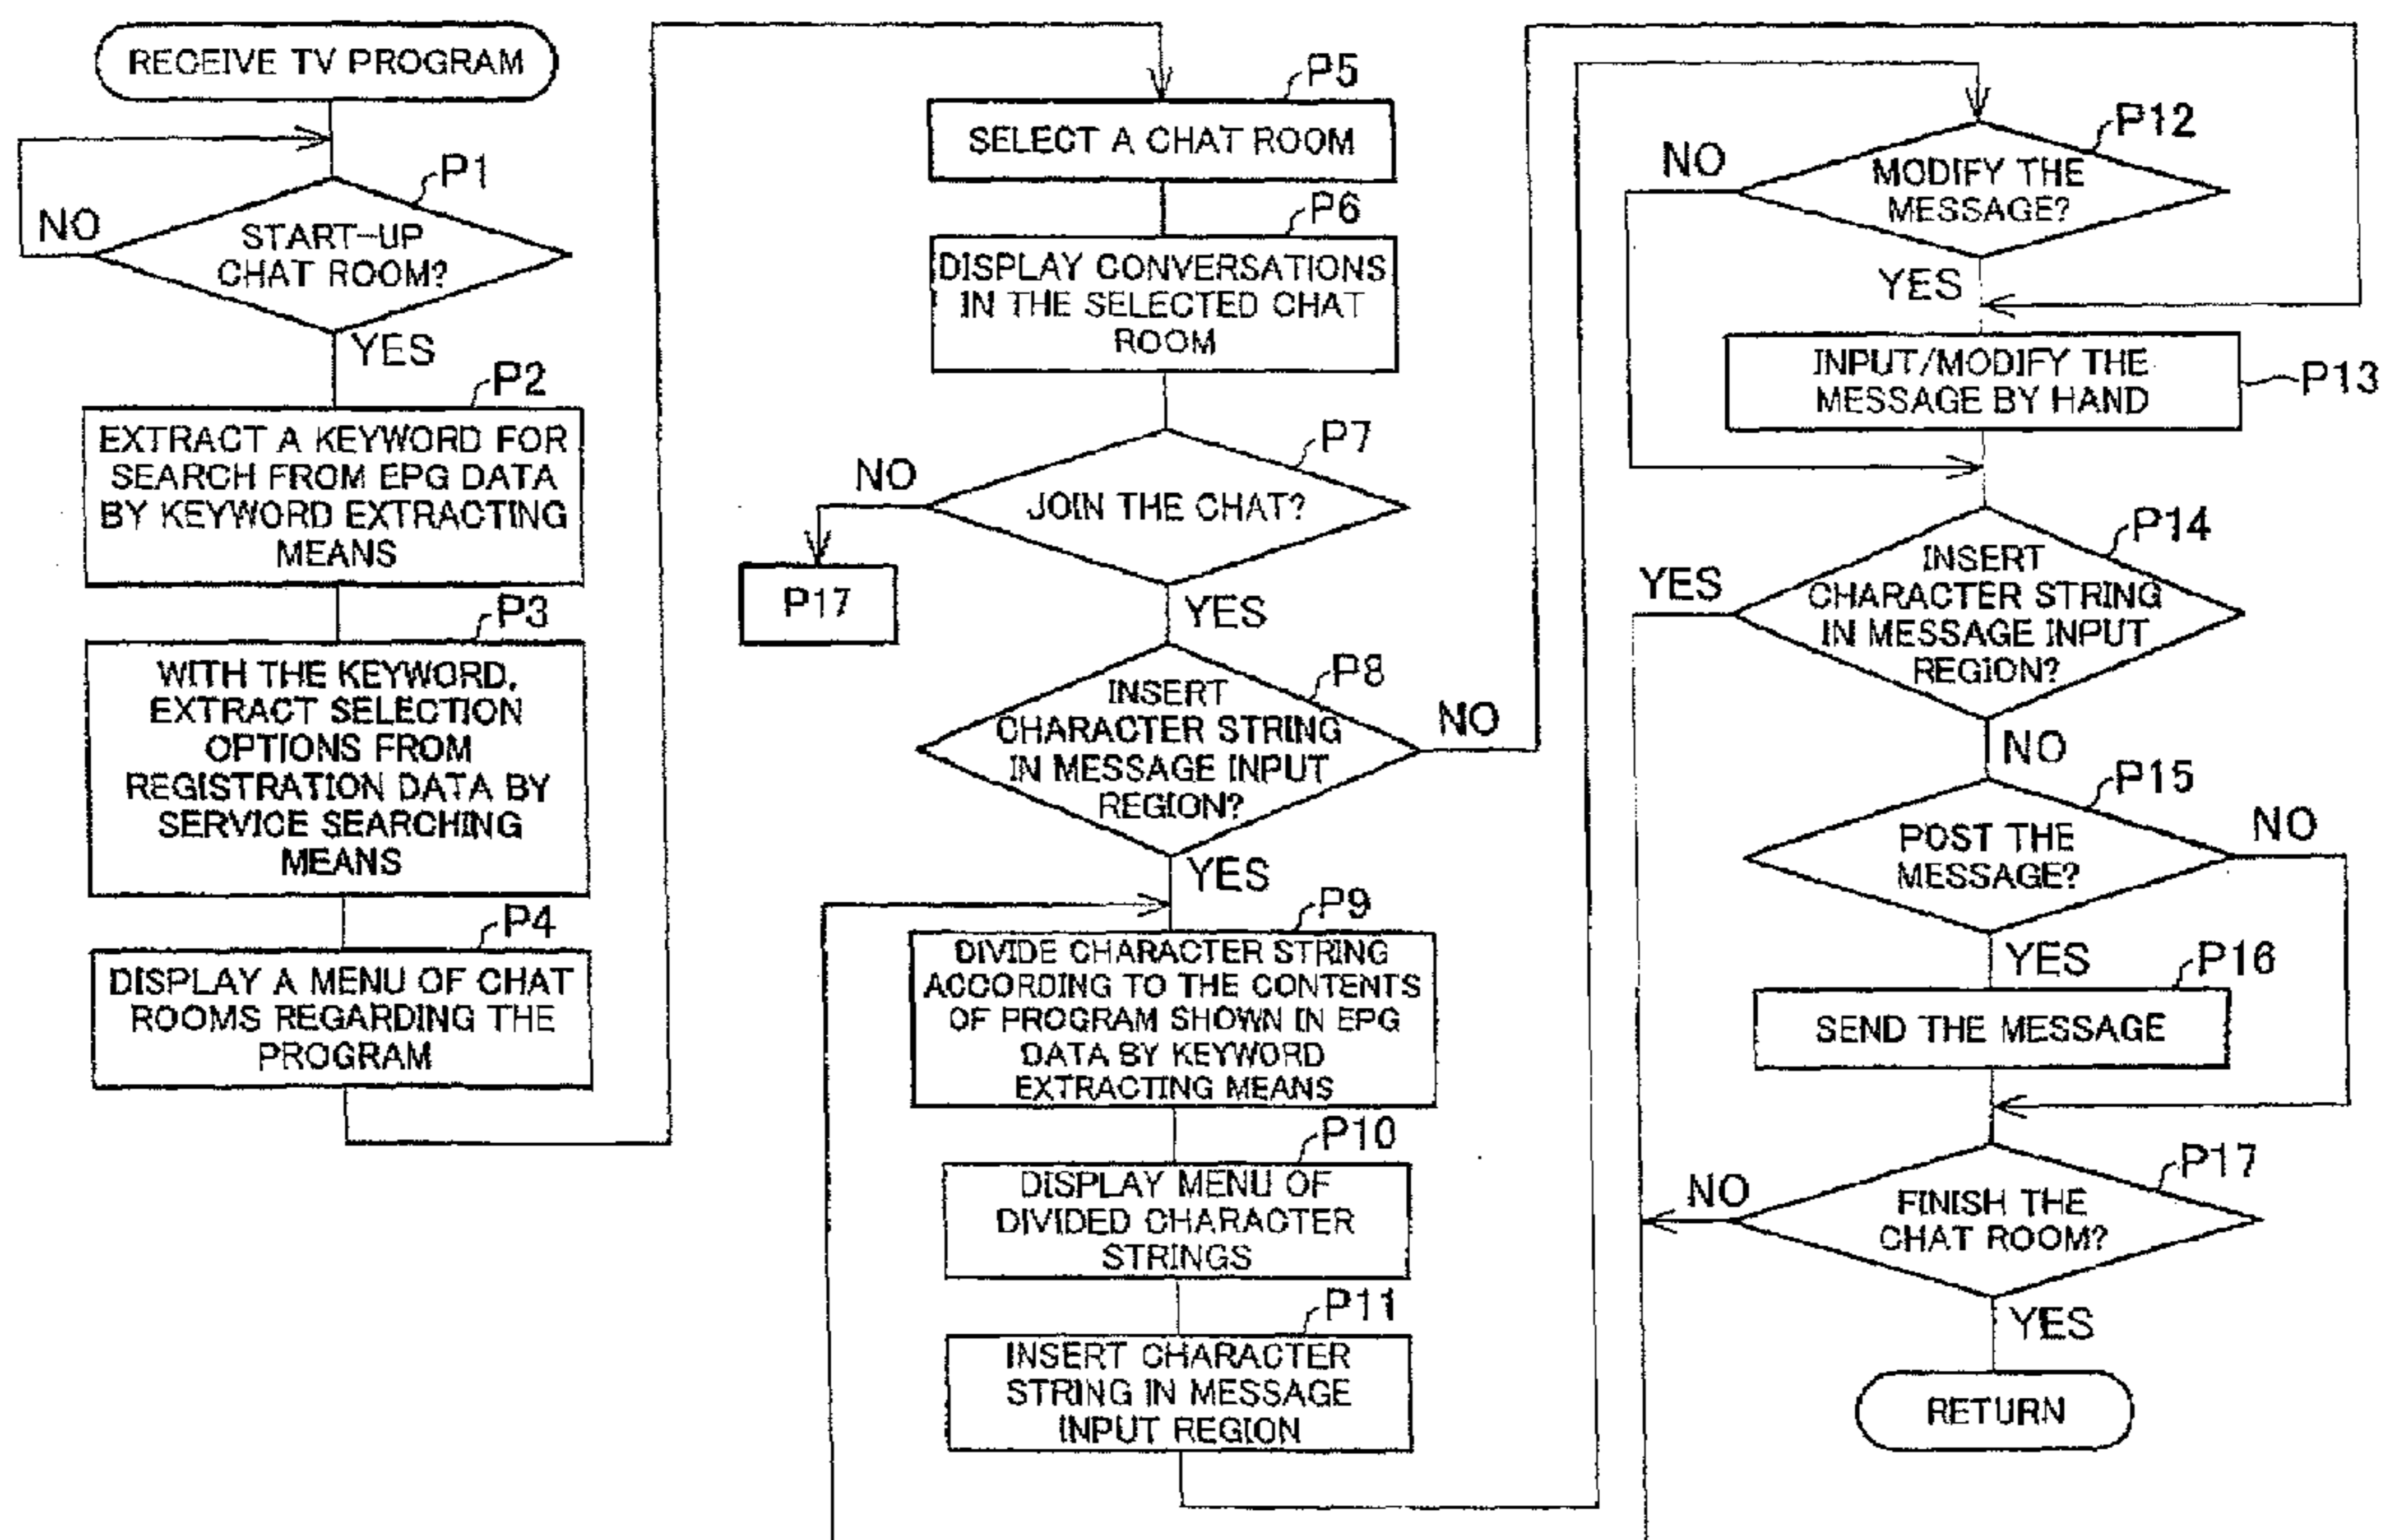 RECEIVE TV PROGRAM
P1
NO
START-UP
CHAT ROOM?
YES
P2
EXTRACT A KEYWORD FOR
SEARCH FROM EPG DATA
BY KEYWORD EXTRACTING
MEANS
P3
WITH THE KEYWORD,
EXTRACT SELECTION
OPTIONS FROM
REGISTRATION DATA BY
SERVICE SEARCHING
MEANS
P4
DISPLAY A MENU OF CHAT
ROOMS REGARDING THE
PROGRAM
P5
SELECT A CHAT ROOM
P6
DISPLAY CONVERSATIONS
IN THE SELECTED CHAT
ROOM
P7
NO
JOIN THE CHAT?
P17
YES
P8
INSERT
CHARACTER STRING
IN MESSAGE INPUT
REGION?
NO
YES
P9
DIVIDE CHARACTER STRING
ACCORDING TO THE CONTENTS
OF PROGRAM SHOWN IN EPG
DATA BY KEYWORD
EXTRACTING MEANS
P10
DISPLAY MENU OF
DIVIDED CHARACTER
STRINGS
P11
INSERT CHARACTER
STRING IN MESSAGE
INPUT REGION
P12
NO
MODIFY THE
MESSAGE?
YES
INPUT/MODIFY THE
MESSAGE BY HAND
P13
P14
YES
INSERT
CHARACTER STRING
IN MESSAGE INPUT
REGION?
NO
P15
POST THE
MESSAGE?
NO
YES
P16
SEND THE MESSAGE
P17
NO
FINISH THE
CHAT ROOM?
YES
RETURN